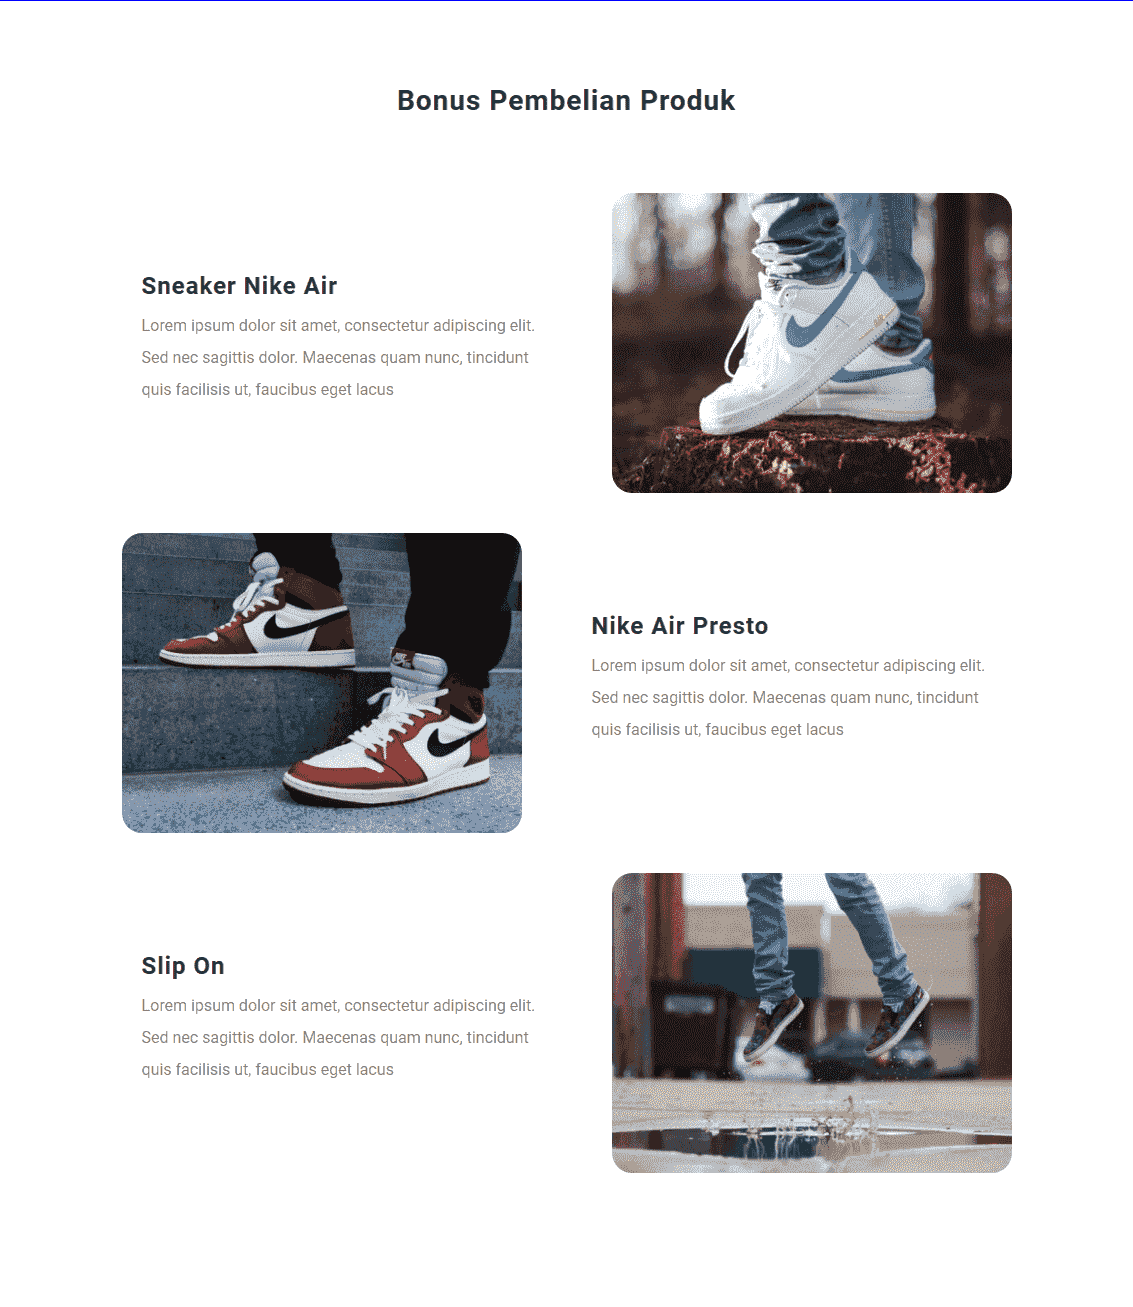 Bonus Pembelian Produk
Sneaker Nike Air
Lorem ipsum dolor sit amet, consectetur adipiscing elit.
Sed nec sagittis dolor. Maecenas quam nunc, tincidunt
quis facilisis ut, faucibus eget lacus
Nike Air Presto
Lorem ipsum dolor sit amet, consectetur adipiscing elit.
Sed nec sagittis dolor. Maecenas quam nunc, tincidunt
quis facilisis ut, faucibus eget lacus
Slip On
Lorem ipsum dolor sit amet, consectetur adipiscing elit.
Sed nec sagittis dolor. Maecenas quam nunc, tincidunt
quis facilisis ut, faucibus eget lacus